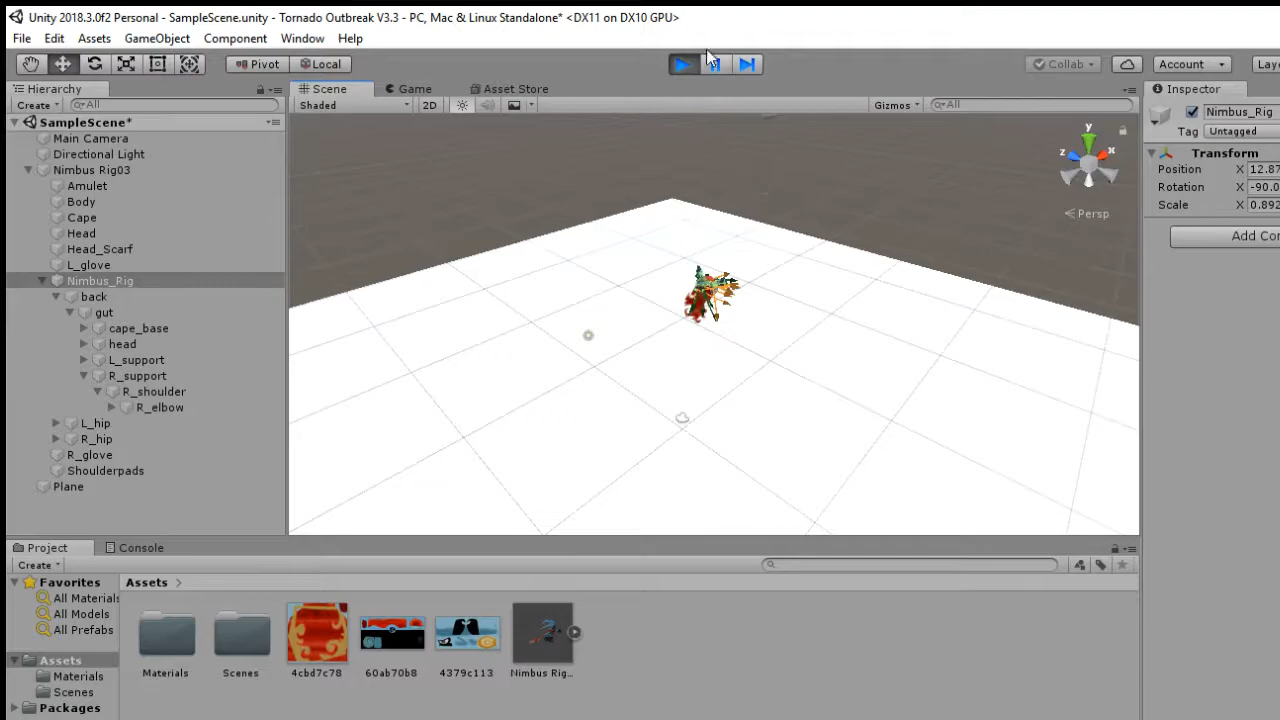 Unity 2018.3.0f2 Personal - SampleScene.unity - Tornado Outbreak V3.3 - PC, Mac & Linux Standalone* <DX11 on DX10 GPU>
File Edit Assets GameObject Component Window Help
Pivot Local Collab Account Laye
Hierarchy Scene Game Asset Store Inspector
Create All Shaded 2D Gizmos All
SampleScene*
Main Camera
Directional Light
Nimbus Rig03
Amulet
Body
Cape
Head
Head_Scarf
L_glove
Nimbus_Rig
back
gut
cape_base
head
L_support
R_support
R_shoulder
R_elbow
L_hip
R_hip
R_glove
Shoulderpads
Plane
y
z x
Persp
Nimbus_Rig
Tag Untagged
Transform
Position X 12.87
Rotation X -90.0
Scale X 0.892
Add Co
Project Console
Create
Favorites
All Materials
All Models
All Prefabs
Assets
Materials
Scenes
Packages
Assets
Materials Scenes 4cbd7c78 60ab70b8 4379c113 Nimbus Rig...